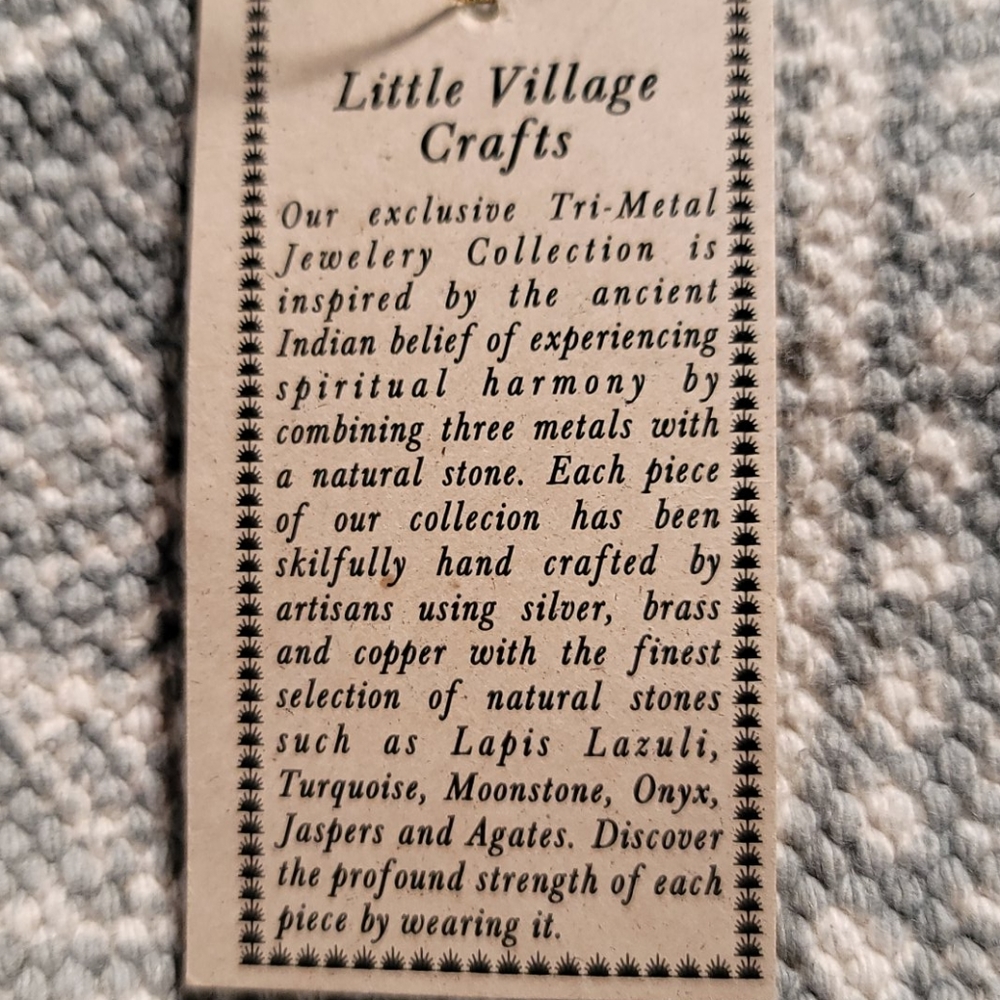 Little Village
Crafts
Our exclusive Tri-Metal
Jewelery Collection is
inspired by the ancient
Indian belief of experiencing
spiritual harmony by
combining three metals with
a natural stone. Each piece
of our collecion has been
skilfully hand crafted by
artisans using silver, brass
and copper with the finest
selection of natural stones
such as Lapis Lazuli,
Turquoise, Moonstone, Onyx,
Jaspers and Agates. Discover
the profound strength of each
piece by wearing it.